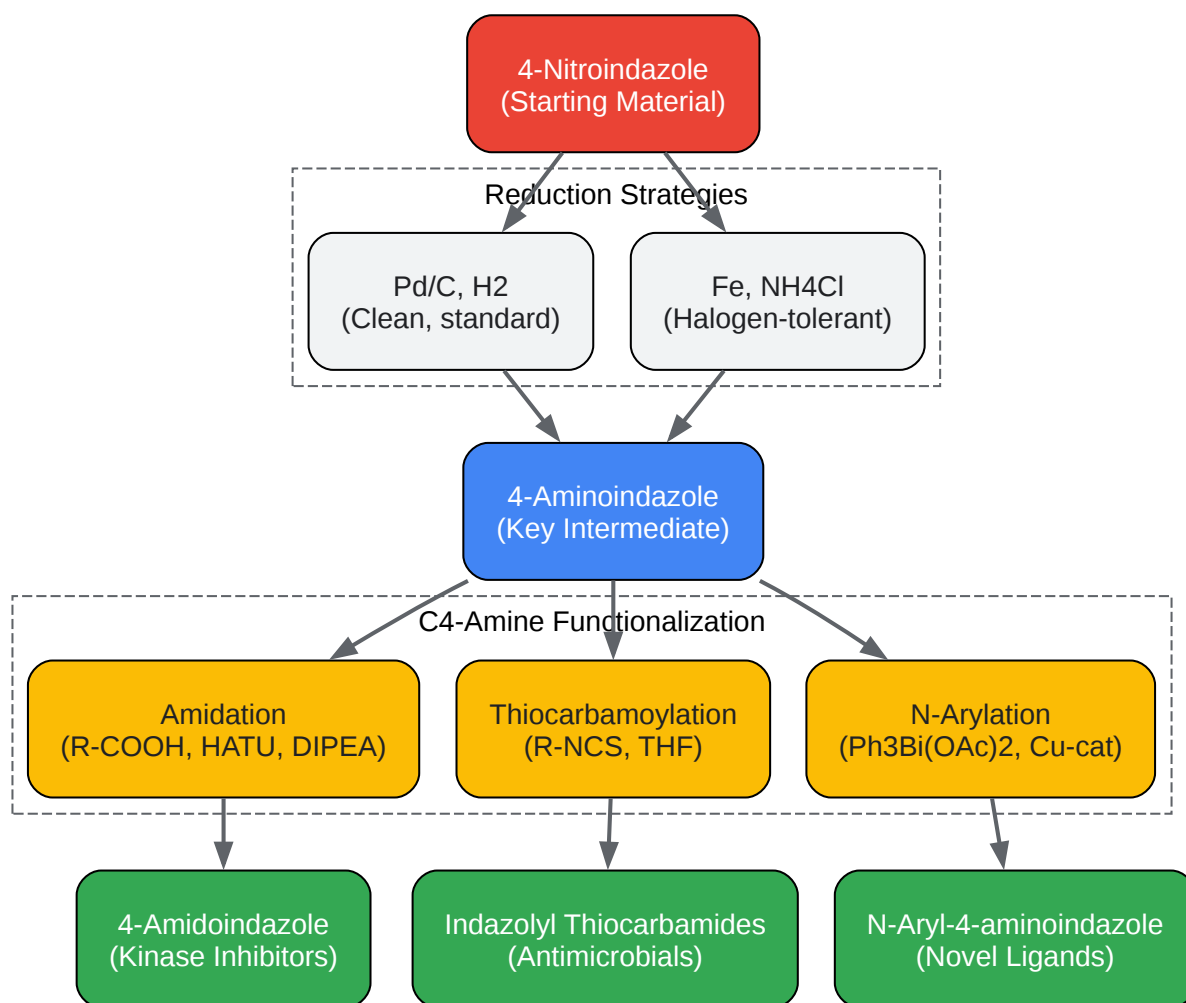 4-Nitroindazole
(Starting Material)
Reduction Strategies
Pd/C, H2
(Clean, standard)
Fe, NH4Cl
(Halogen-tolerant)
4-Aminoindazole
(Key Intermediate)
C4-Amine Functionalization
Amidation
(R-COOH, HATU, DIPEA)
Thiocarbamoylation
(R-NCS, THF)
N-Arylation
(Ph3Bi(OAc)2, Cu-cat)
4-Amidoindazole
(Kinase Inhibitors)
Indazolyl Thiocarbamides
(Antimicrobials)
N-Aryl-4-aminoindazole
(Novel Ligands)